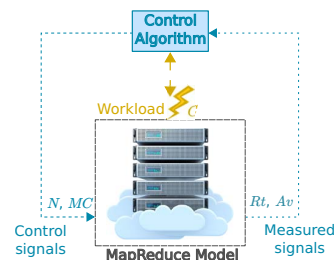 Control
Algorithm
Workload
C
N, MC
Rt, Av
Control
signals
Measured
signals
MapReduce Model